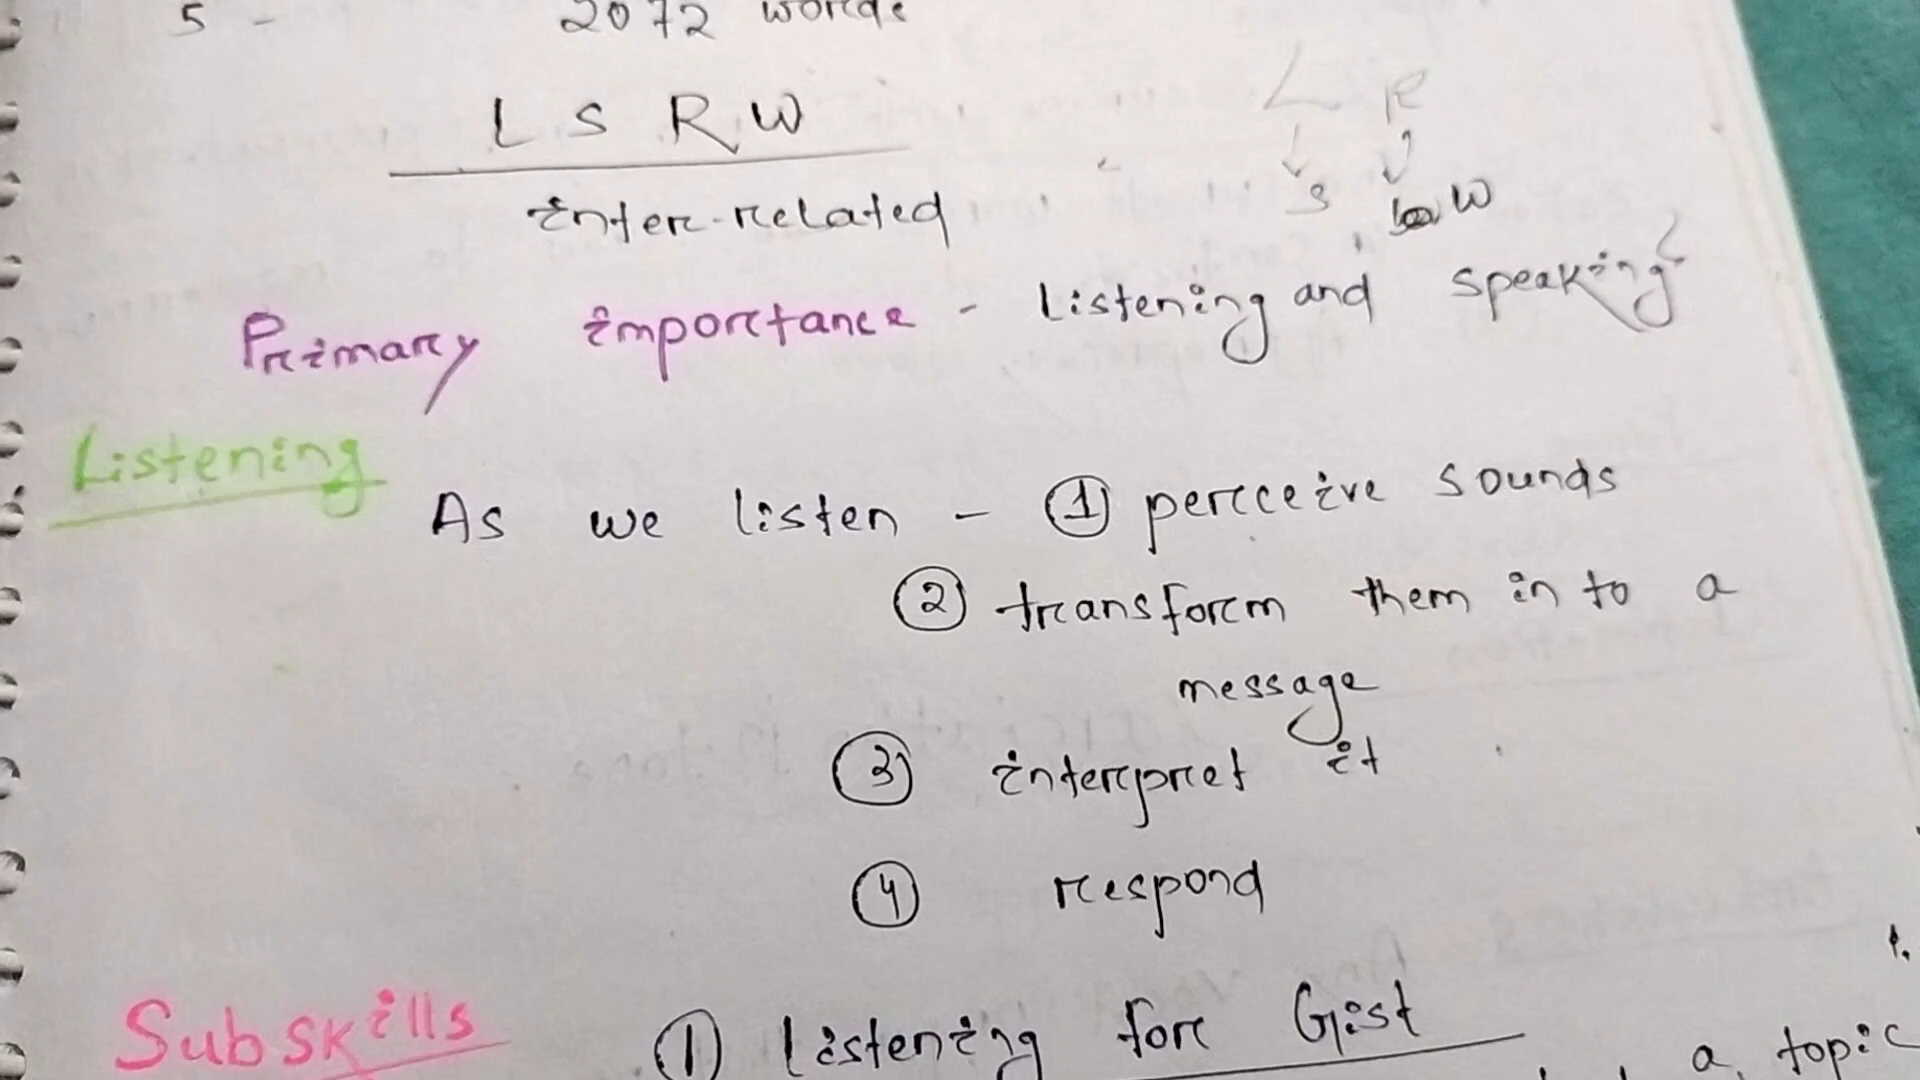 5 - 2072 words
L S R W
inter-related
L R
↓ ↓
S W
Primary importance - Listening and speaking
Listening
As we listen - ① perceive sounds
② transform them in to a
message
③ interpret it
④ respond
Subskills ① Listening for Gist
a topic